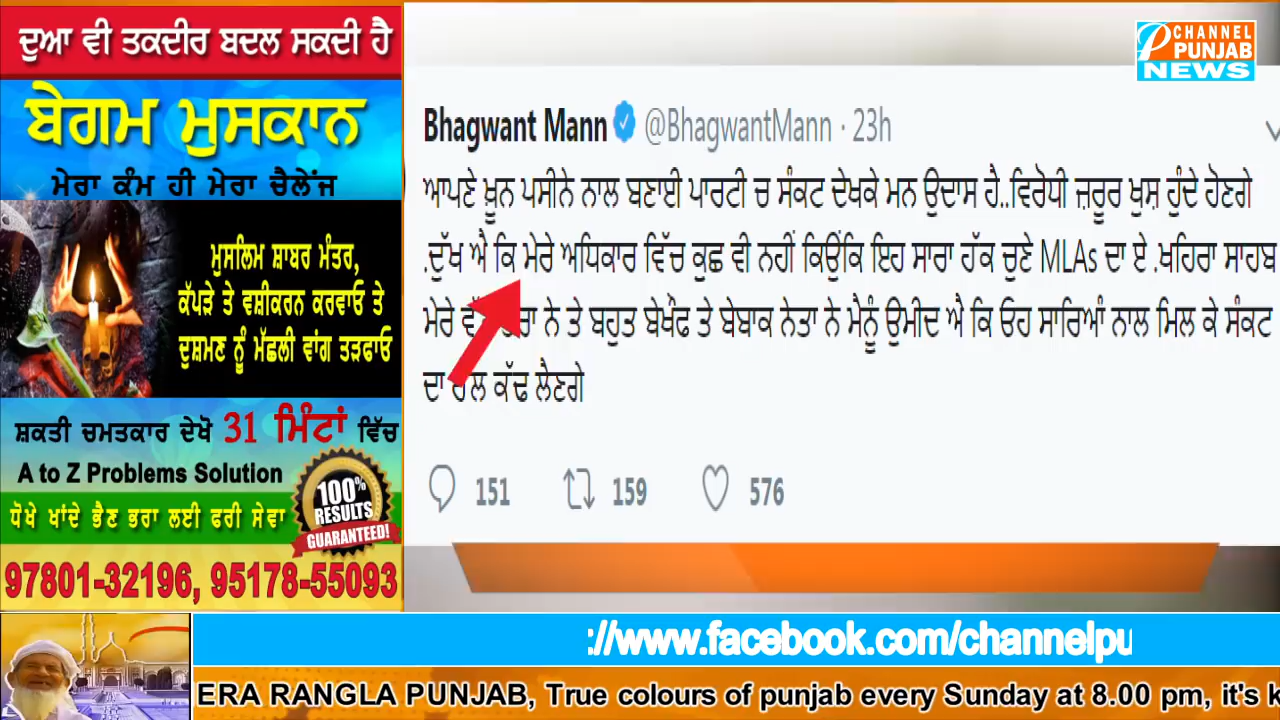 ਦੁਆ ਵੀ ਤਕਦੀਰ ਬਦਲ ਸਕਦੀ ਹੈ
ਬੇਗਮ ਮੁਸਕਾਨ
ਮੇਰਾ ਕੰਮ ਹੀ ਮੇਰਾ ਚੈਲੇਂਜ
ਮੁਸਲਿਮ ਸ਼ਾਬਰ ਮੰਤਰ,
ਕੱਪੜੇ ਤੇ ਵਸ਼ੀਕਰਨ ਕਰਵਾਓ ਤੇ
ਦੁਸ਼ਮਣ ਨੂੰ ਮੱਛਲੀ ਵਾਂਗ ਤੜਫਾਓ
ਸ਼ਕਤੀ ਚਮਤਕਾਰ ਦੇਖੋ 31 ਮਿੰਟਾਂ ਵਿੱਚ
A to Z Problems Solution
100% RESULTS GUARANTEED!
ਧੋਖੇ ਖਾਂਦੇ ਭੈਣ ਭਰਾ ਲਈ ਫਰੀ ਸੇਵਾ
97801-32196, 95178-55093
CHANNEL
PUNJAB
NEWS
Bhagwant Mann @BhagwantMann · 23h
ਆਪਣੇ ਖ਼ੂਨ ਪਸੀਨੇ ਨਾਲ ਬਣਾਈ ਪਾਰਟੀ ਚ ਸੰਕਟ ਦੇਖਕੇ ਮਨ ਉਦਾਸ ਹੈ..ਵਿਰੋਧੀ ਜ਼ਰੂਰ ਖੁਸ਼ ਹੁੰਦੇ ਹੋਣਗੇ
.ਦੁੱਖ ਐ ਕਿ ਮੇਰੇ ਅਧਿਕਾਰ ਵਿੱਚ ਕੁਛ ਵੀ ਨਹੀਂ ਕਿਉਂਕਿ ਇਹ ਸਾਰਾ ਹੱਕ ਚੁਣੇ MLAs ਦਾ ਏ .ਖਹਿਰਾ ਸਾਹਬ
ਮੇਰੇ ਨੇ ਤੇ ਬਹੁਤ ਬੇਖੌਫ ਤੇ ਬੇਬਾਕ ਨੇਤਾ ਨੇ ਮੈਨੂੰ ਉਮੀਦ ਐ ਕਿ ਓਹ ਸਾਰਿਆਂ ਨਾਲ ਮਿਲ ਕੇ ਸੰਕਟ
ਦਾ ਕੱਢ ਲੈਣਗੇ
151 159 576
://www.facebook.com/channelpu
ERA RANGLA PUNJAB, True colours of punjab every Sunday at 8.00 pm, it's k